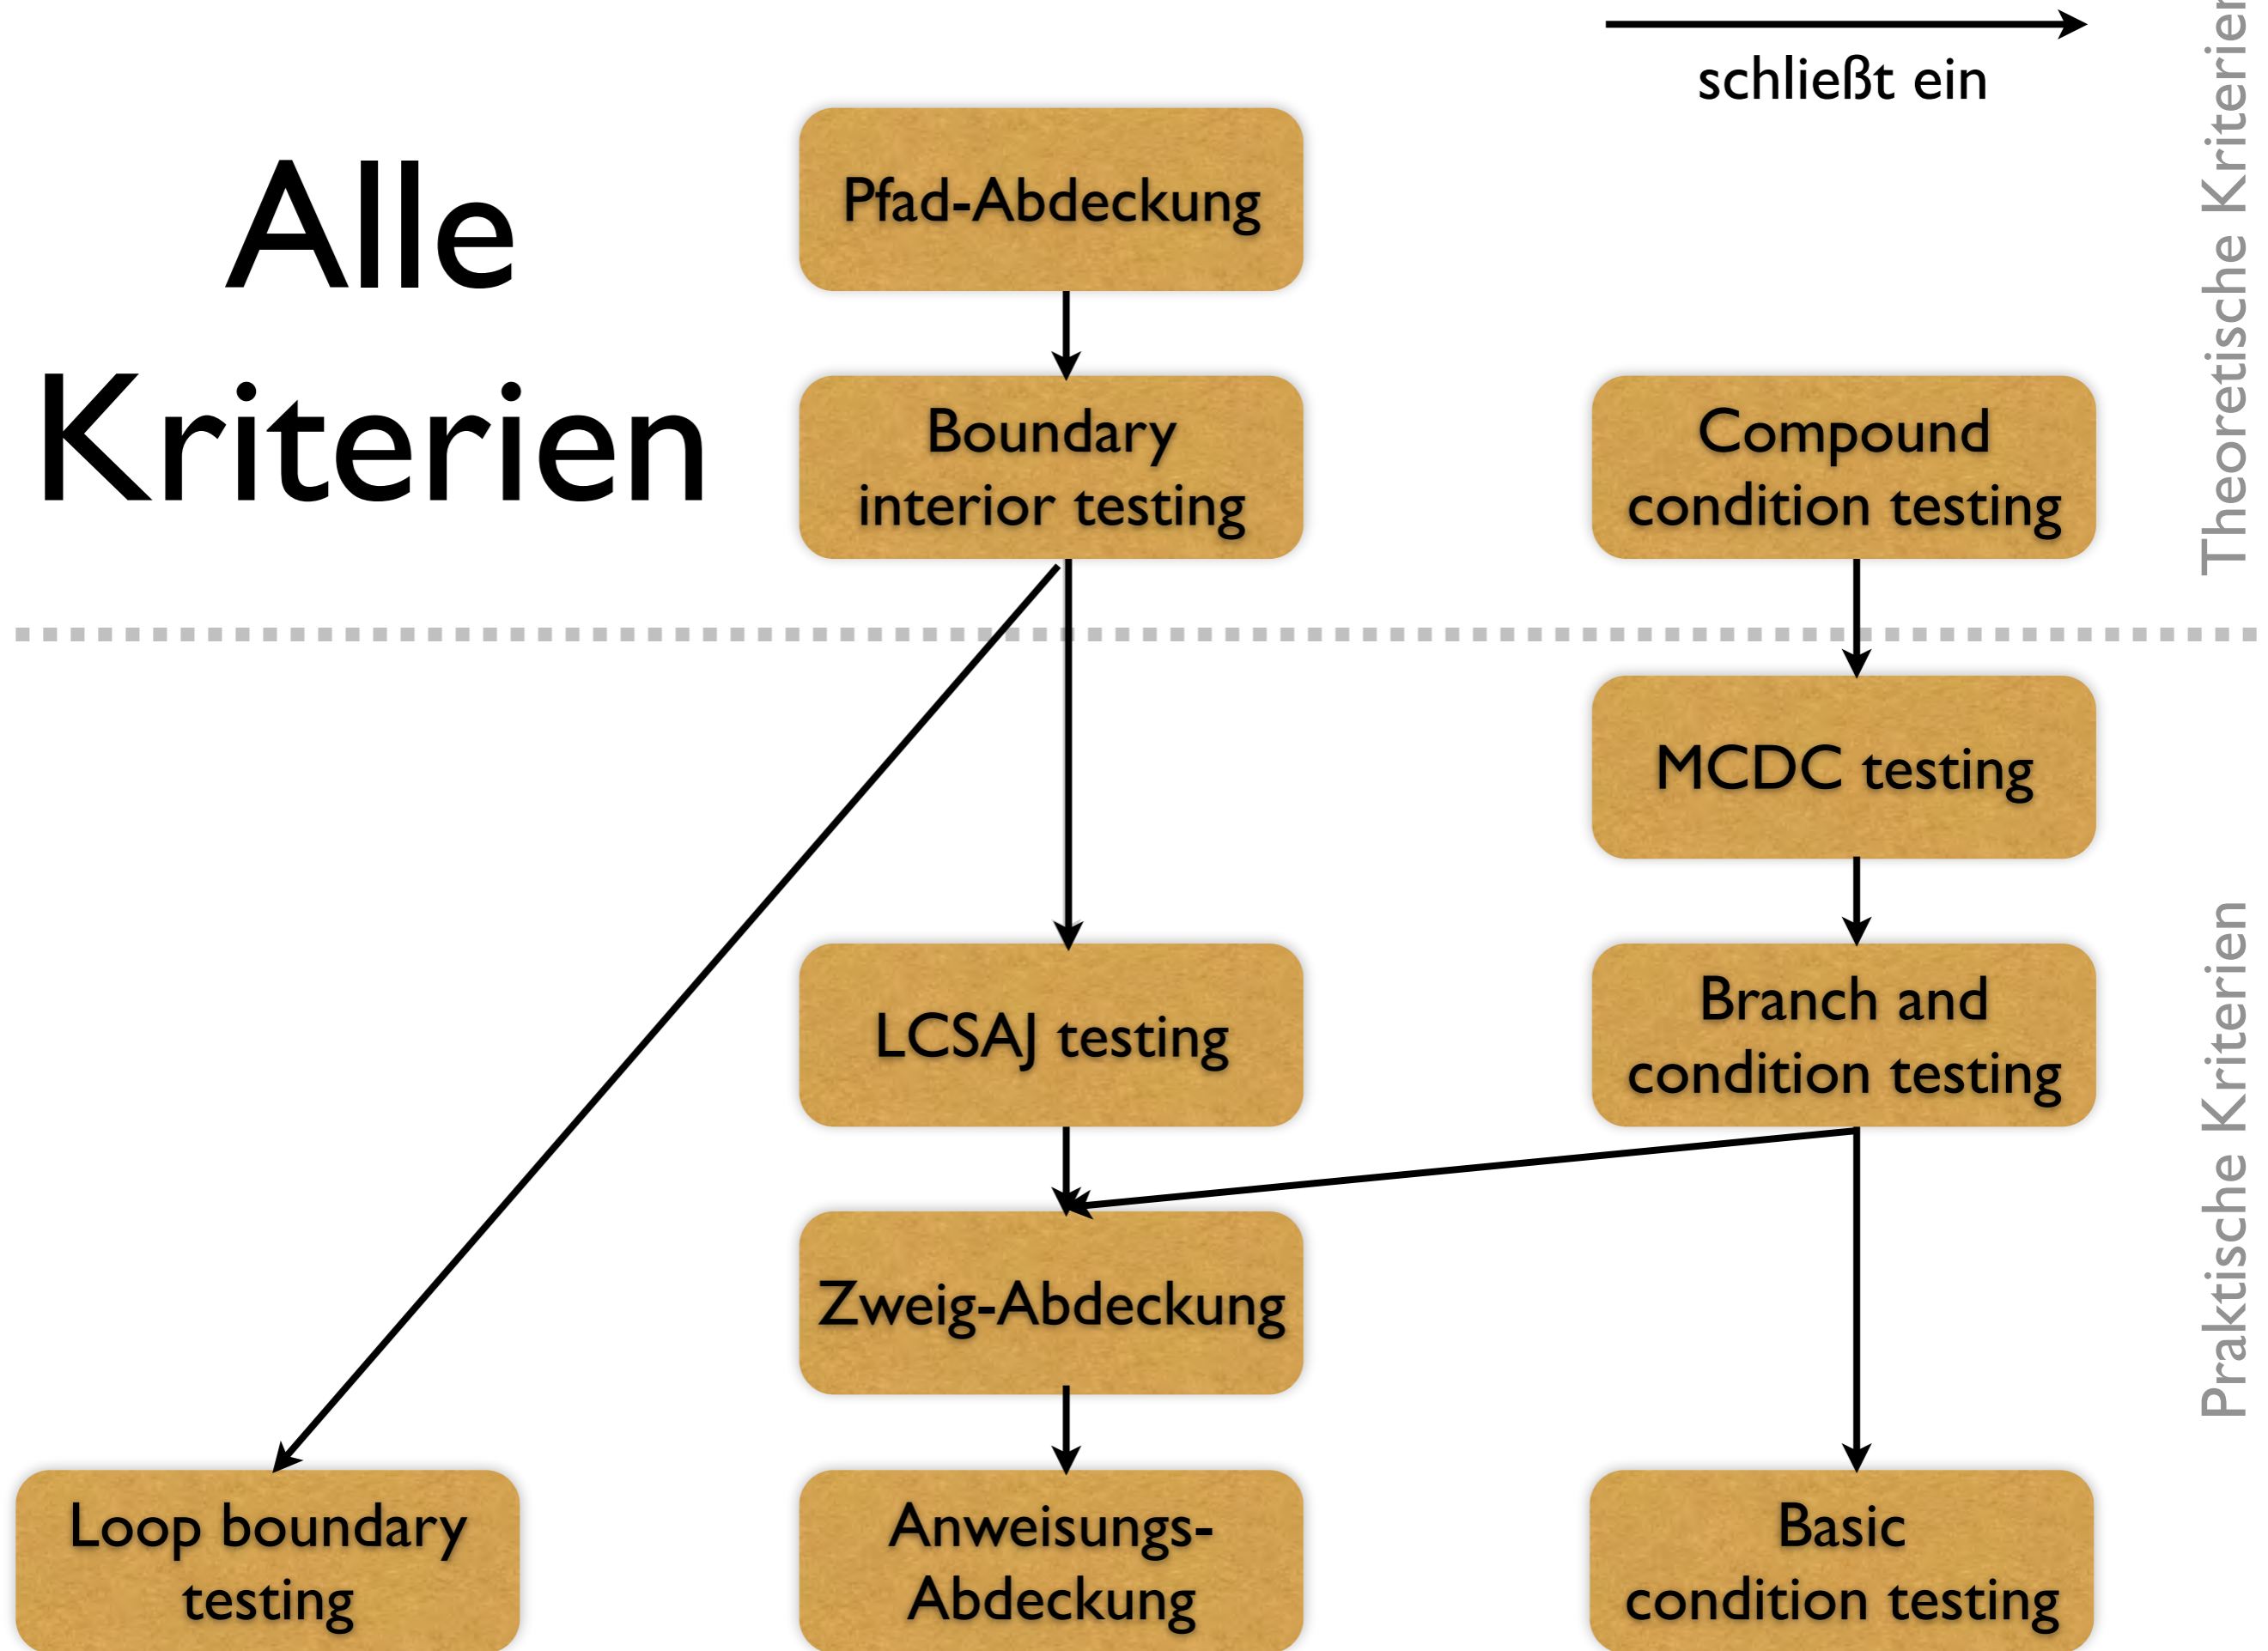 Alle
Kriterien
schließt ein
Pfad-Abdeckung
Boundary
interior testing
Compound
condition testing
Theoretische Kriterien
MCDC testing
LCSAJ testing
Branch and
condition testing
Praktische Kriterien
Zweig-Abdeckung
Loop boundary
testing
Anweisungs-
Abdeckung
Basic
condition testing